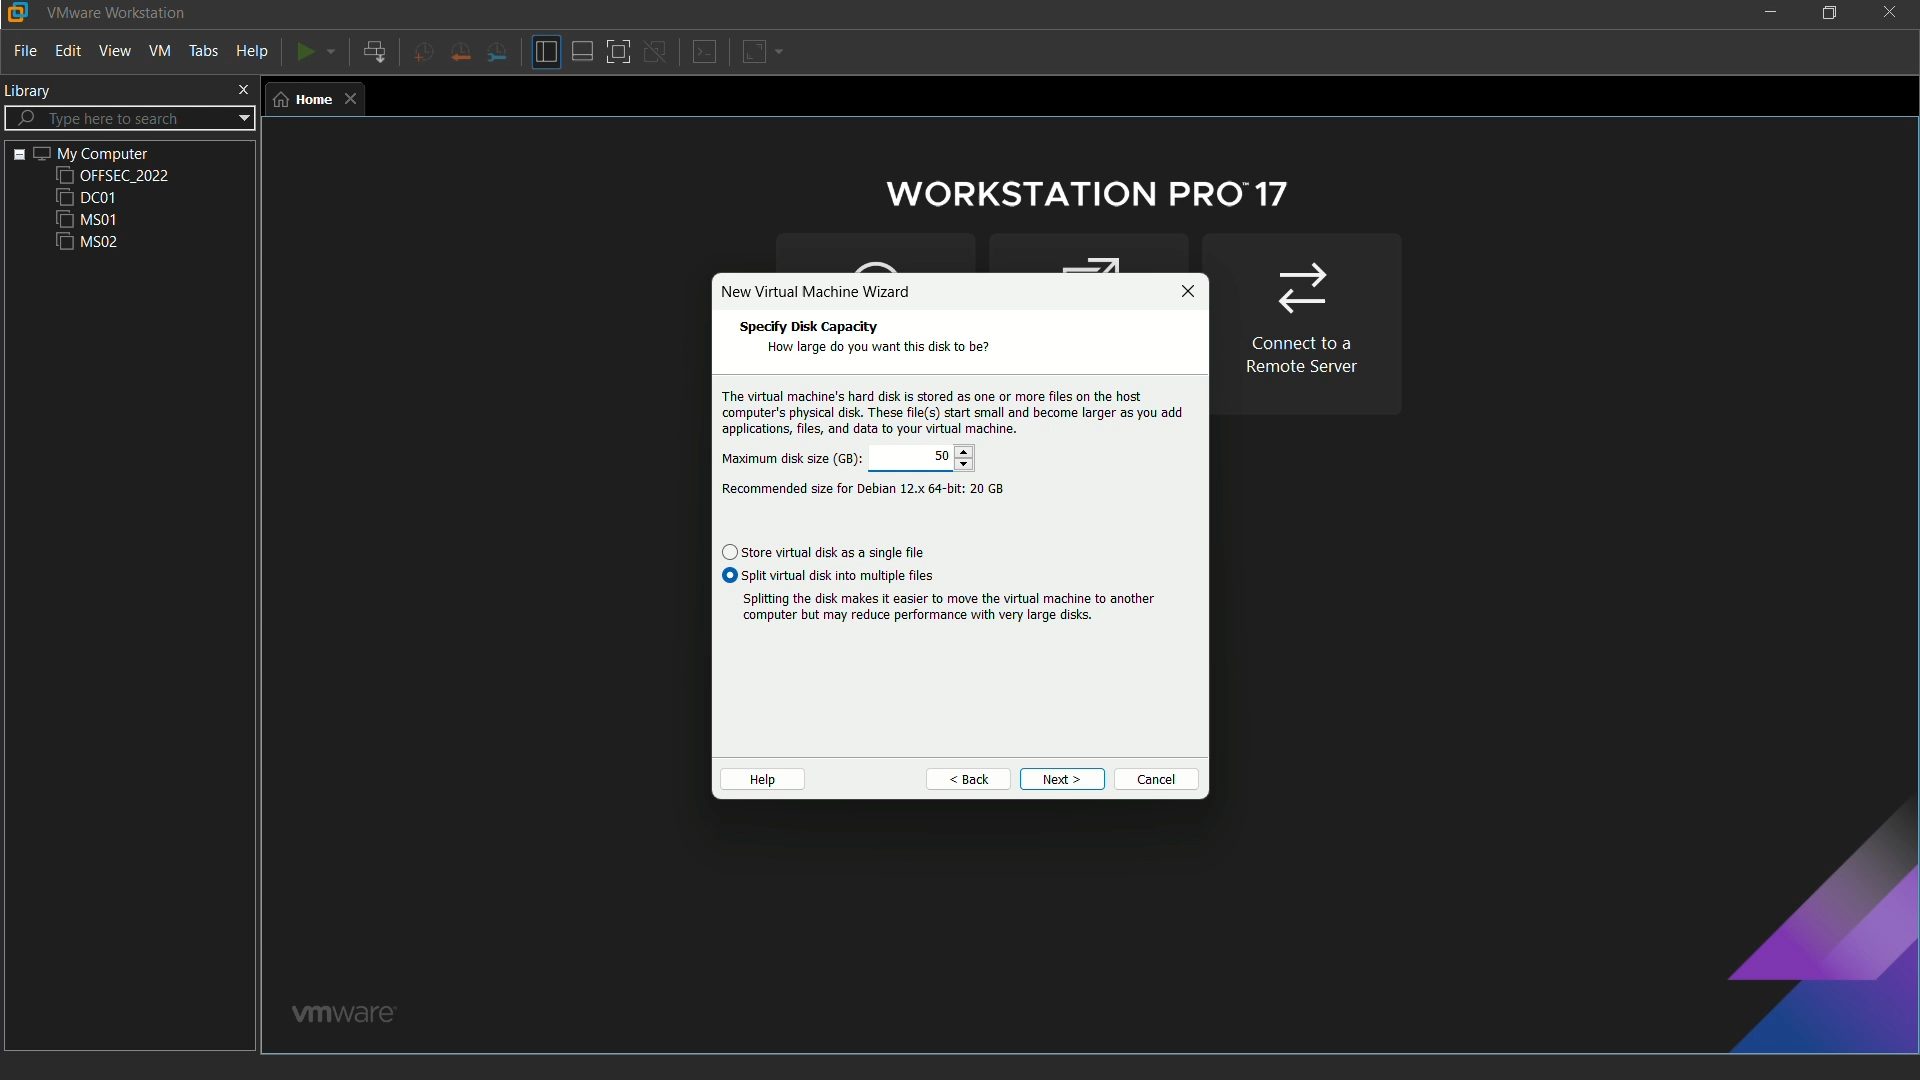 VMware Workstation
File Edit View VM Tabs Help
Library
Home
Type here to search
My Computer
OFFSEC_2022
DC01
MS01
MS02
WORKSTATION PRO™ 17
Connect to a
Remote Server
New Virtual Machine Wizard
Specify Disk Capacity
How large do you want this disk to be?
The virtual machine's hard disk is stored as one or more files on the host
computer's physical disk. These file(s) start small and become larger as you add
applications, files, and data to your virtual machine.
Maximum disk size (GB): 50
Recommended size for Debian 12.x 64-bit: 20 GB
Store virtual disk as a single file
Split virtual disk into multiple files
Splitting the disk makes it easier to move the virtual machine to another
computer but may reduce performance with very large disks.
Help < Back Next > Cancel
vmware